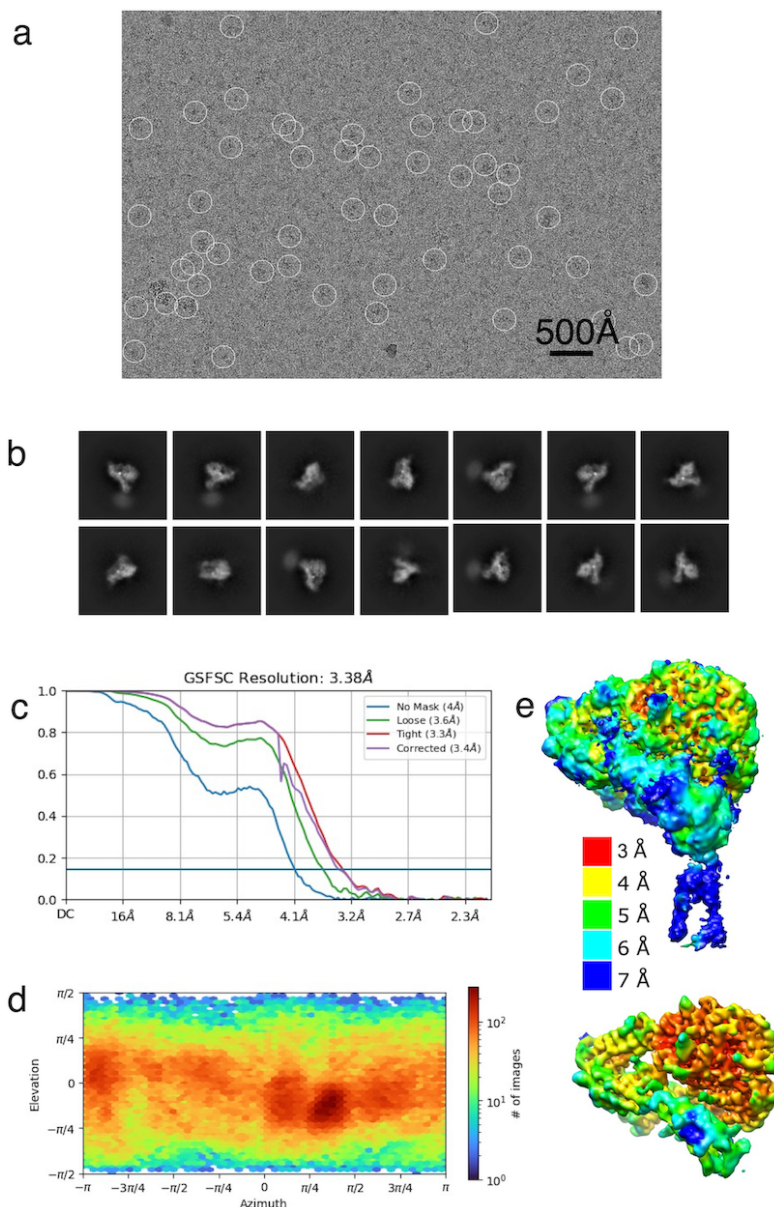 a
500Å
b
c
GSFSC Resolution: 3.38Å
1.0
0.8
0.6
0.4
0.2
0.0
No Mask (4Å)
Loose (3.6Å)
Tight (3.3Å)
Corrected (3.4Å)
DC 16Å 8.1Å 5.4Å 4.1Å 3.2Å 2.7Å 2.3Å
e
3 Å
4 Å
5 Å
6 Å
7 Å
d
Elevation
π/2
π/4
0
−π/4
−π/2
−π −3π/4 −π/2 −π/4 0 π/4 π/2 3π/4 π
Azimuth
10²
10¹
10⁰
# of images